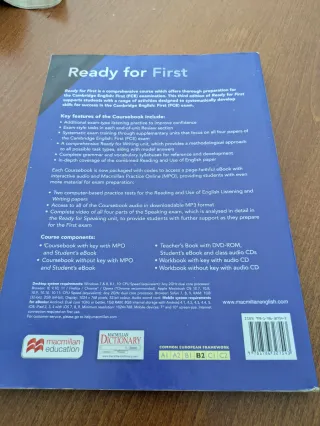 Ready for First
Ready for First is a comprehensive course which offers thorough preparation for
the Cambridge English: First (FCE) examination. This third edition of Ready for First
supports students with a range of activities designed to systematically develop
skills for success in the Cambridge English: First (FCE) exam.
Key features of the Coursebook include:
• Additional exam-type listening practice to improve confidence
• Exam-style tasks in each end-of-unit Review section
• Systematic exam training through supplementary units that focus on all four papers of
the Cambridge English: First (FCE) exam
• A comprehensive Ready for Writing unit, which provides a methodological approach
to all possible task types, along with model answers
• Complete grammar and vocabulary syllabuses for reference and development
• In-depth coverage of the combined Reading and Use of English paper
Each Coursebook is now packaged with codes to access a page-faithful eBook with
interactive audio and Macmillan Practice Online (MPO), providing students with even
more material for exam preparation:
• Two computer-based practice tests for the Reading and Use of English Listening and
Writing papers
• Access to all of the Coursebook audio in downloadable MP3 format
• Complete video of all four parts of the Speaking exam, which is analysed in detail to
the Ready for Speaking unit, to provide students with further support as they prepare
for the First exam
Course components:
• Coursebook with key with MPO
and Student's eBook
• Coursebook without key with MPO
and Student's eBook
• Teacher's Book with DVD-ROM,
Student's eBook and class audio CDs
• Workbook with key with audio CD
• Workbook without key with audio CD
www.macmillanenglish.com
macmillan
education
MACMILLAN
DICTIONARY
COMMON EUROPEAN FRAMEWORK
A1 A2 B1 B2 C1 C2